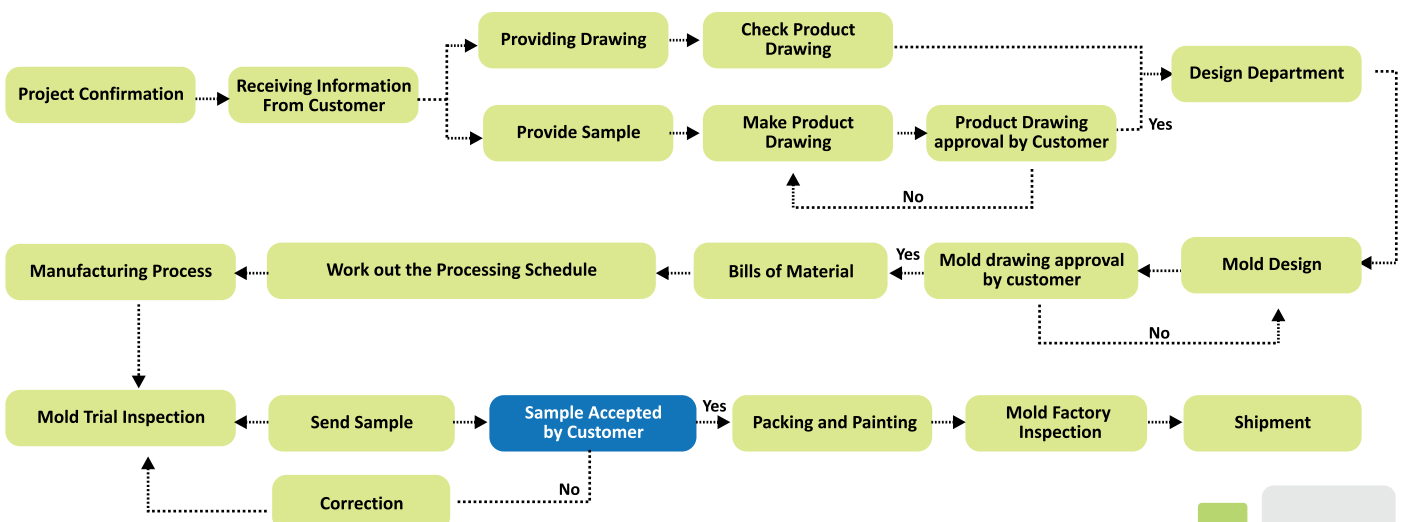 Providing Drawing
Check Product
Drawing
Project Confirmation
Receiving Information
From Customer
Design Department
Provide Sample
Make Product
Drawing
Product Drawing
approval by Customer
Yes
No
Manufacturing Process
Work out the Processing Schedule
Bills of Material
Yes
Mold drawing approval
by customer
Mold Design
No
Mold Trial Inspection
Send Sample
Sample Accepted
by Customer
Yes
Packing and Painting
Mold Factory
Inspection
Shipment
No
Correction